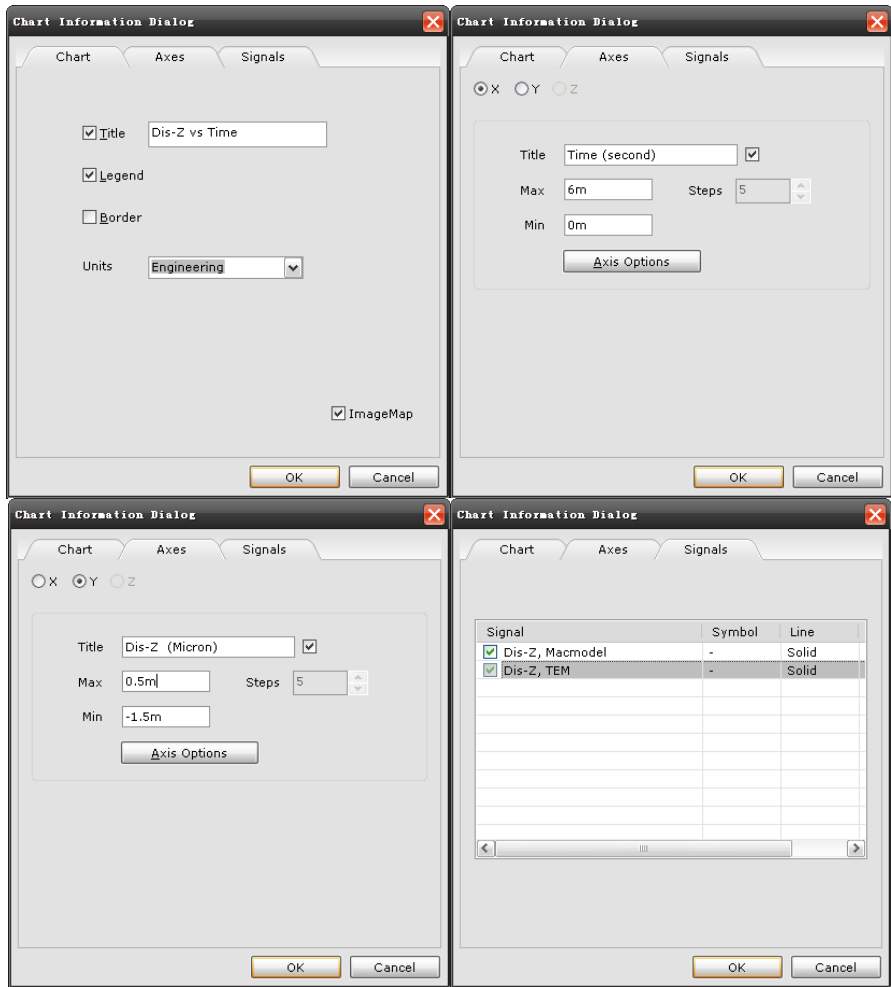 Chart Information Dialog
Chart Axes Signals
Title Dis-Z vs Time
Legend
Border
Units Engineering
ImageMap
OK Cancel
Chart Information Dialog
Chart Axes Signals
X Y Z
Title Time (second)
Max 6m Steps 5
Min 0m
Axis Options
OK Cancel
Chart Information Dialog
Chart Axes Signals
X Y Z
Title Dis-Z (Micron)
Max 0.5m Steps 5
Min -1.5m
Axis Options
OK Cancel
Chart Information Dialog
Chart Axes Signals
Signal Symbol Line
Dis-Z, Macmodel - Solid
Dis-Z, TEM - Solid
OK Cancel